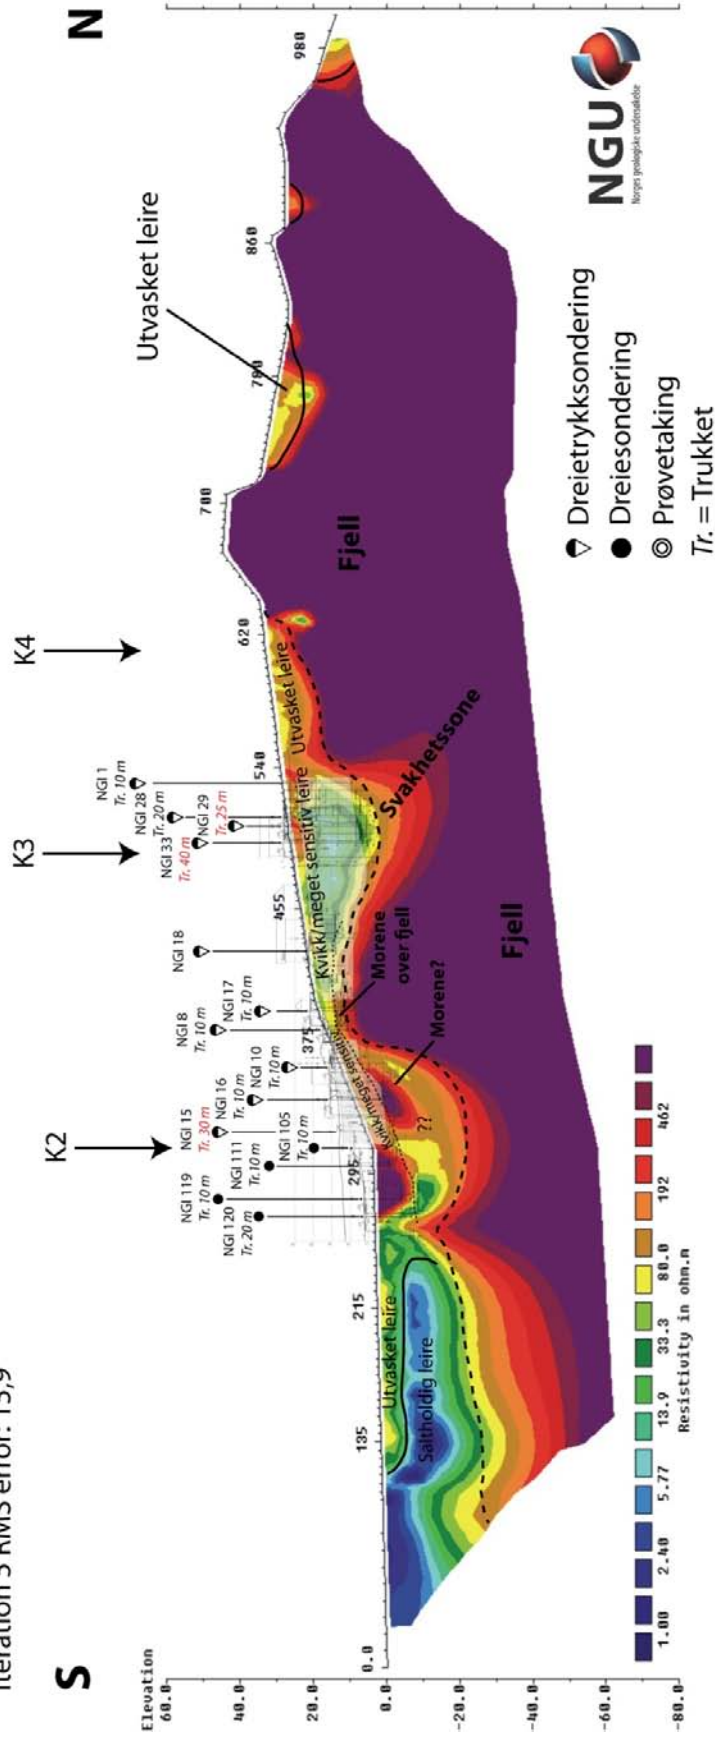 Iteration 5 RMS error: 13,9
S
N
K2
K3
K4
Elevation
60.0
40.0
20.0
0.0
-20.0
-40.0
-60.0
-80.0
0.0
135
215
295
375
455
540
620
700
780
860
980
NGI 119
Tr. 10 m
NGI 120
Tr. 20 m
NGI 111
Tr. 10 m
NGI 105
Tr. 10 m
NGI 15
Tr. 30 m
NGI 16
Tr. 10 m
NGI 10
Tr. 10 m
NGI 8
Tr. 10 m
NGI 17
Tr. 10 m
NGI 18
NGI 33
Tr. 40 m
NGI 28
Tr. 20 m
NGI 29
Tr. 25 m
NGI 1
Tr. 10 m
Utvasket leire
Utvasket leire
Saltholdig leire
Kvikk/meget sensitiv
Kvikk/meget sensitiv leire
Utvasket leire
??
Morene?
Morene
over fjell
Svakhetssone
Fjell
Fjell
1.00
2.40
5.77
13.9
33.3
80.0
192
462
Resistivity in ohm.m
Dreietrykksondering
Dreiesondering
Prøvetaking
Tr. = Trukket
NGU
Norges geologiske undersøkelse